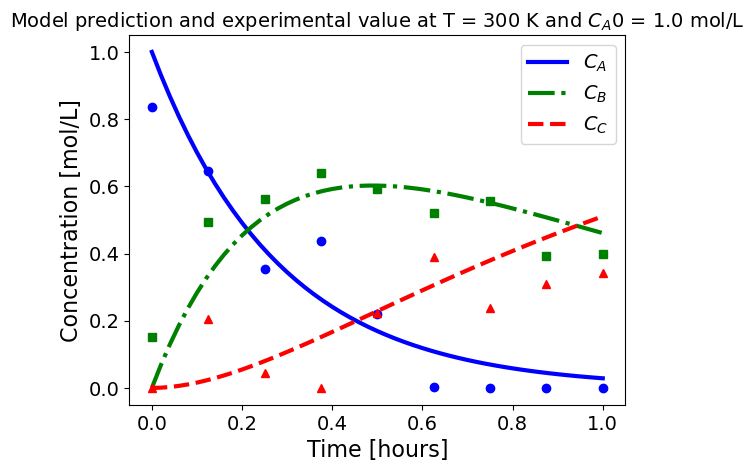 Model prediction and experimental value at T = 300 K and C_A0 = 1.0 mol/L
C_A
C_B
C_C
Concentration [mol/L]
1.0
0.8
0.6
0.4
0.2
0.0
0.0 0.2 0.4 0.6 0.8 1.0
Time [hours]